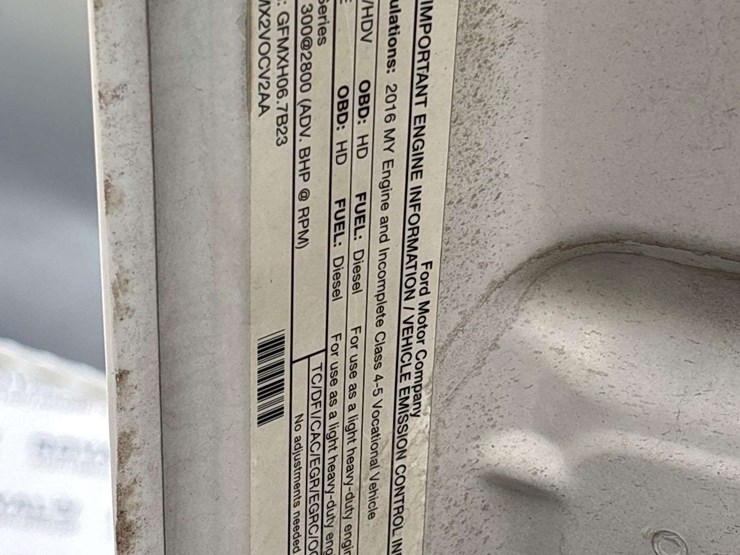 Ford Motor Company
IMPORTANT ENGINE INFORMATION / VEHICLE EMISSION CONTROL IN
ulations: 2016 MY Engine and Incomplete Class 4-5 Vocational Vehicle
/HDV OBD: HD FUEL: Diesel For use as a light heavy-duty engin
E OBD: HD FUEL: Diesel For use as a light heavy-duty eng
Series TC/DFI/CAC/EGR/EGRC/OC
300@2800 (ADV. BHP @ RPM) No adjustments needed
: GFMXH06.7B23
MX2VOCV2AA